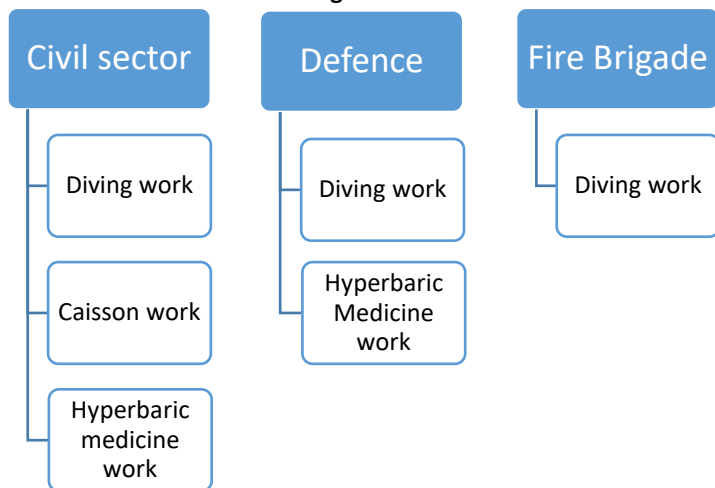 Civil sector
Diving work
Caisson work
Hyperbaric
medicine
work
Defence
Diving work
Hyperbaric
Medicine
work
Fire Brigade
Diving work